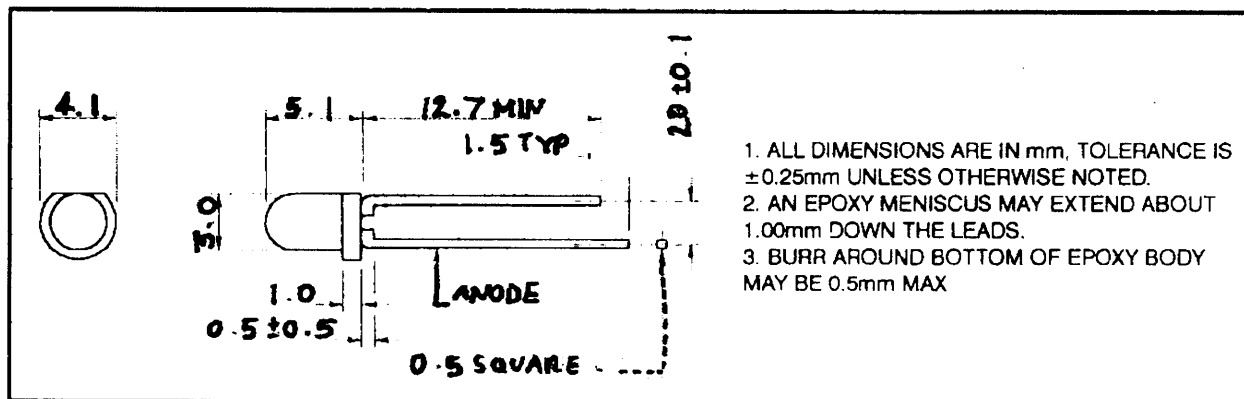 4.1
5.1
12.7 MIN
2.0 ±0.1
1.5 TYP
3.0
1.0
ANODE
0.5 ±0.5
0.5 SQUARE
1. ALL DIMENSIONS ARE IN mm, TOLERANCE IS
±0.25mm UNLESS OTHERWISE NOTED.
2. AN EPOXY MENISCUS MAY EXTEND ABOUT
1.00mm DOWN THE LEADS.
3. BURR AROUND BOTTOM OF EPOXY BODY
MAY BE 0.5mm MAX